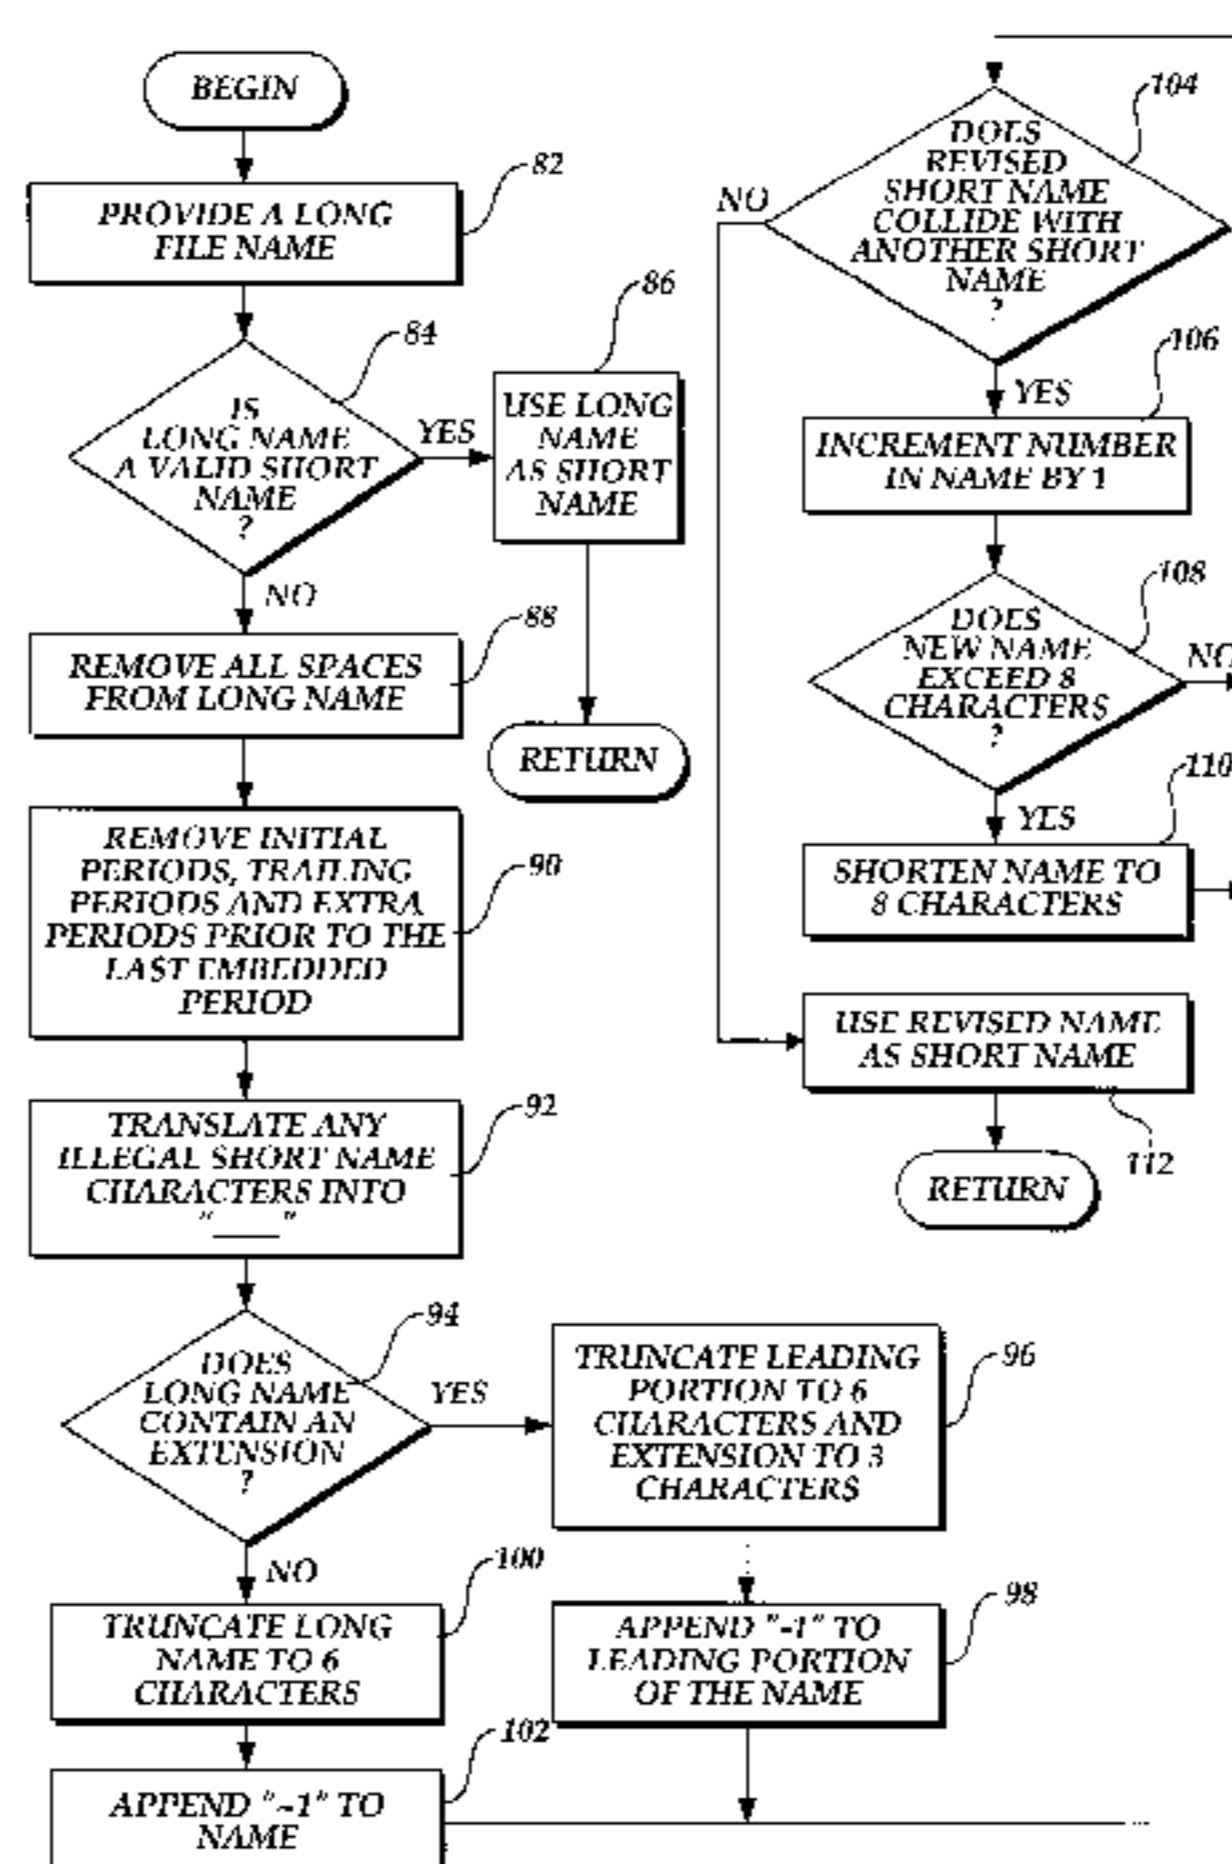 BEGIN
82
PROVIDE A LONG
FILE NAME
84
IS
LONG NAME
A VALID SHORT
NAME
?
YES
86
USE LONG
NAME
AS SHORT
NAME
RETURN
NO
88
REMOVE ALL SPACES
FROM LONG NAME
90
REMOVE INITIAL
PERIODS, TRAILING
PERIODS AND EXTRA
PERIODS PRIOR TO THE
LAST EMBEDDED
PERIOD
92
TRANSLATE ANY
ILLEGAL SHORT NAME
CHARACTERS INTO
"___"
94
DOES
LONG NAME
CONTAIN AN
EXTENSION
?
YES
96
TRUNCATE LEADING
PORTION TO 6
CHARACTERS AND
EXTENSION TO 3
CHARACTERS
98
APPEND "~1" TO
LEADING PORTION
OF THE NAME
NO
100
TRUNCATE LONG
NAME TO 6
CHARACTERS
102
APPEND "~1" TO
NAME
104
DOES
REVISED
SHORT NAME
COLLIDE WITH
ANOTHER SHORT
NAME
?
NO
YES
106
INCREMENT NUMBER
IN NAME BY 1
108
DOES
NEW NAME
EXCEED 8
CHARACTERS
?
NO
YES
110
SHORTEN NAME TO
8 CHARACTERS
USE REVISED NAME
AS SHORT NAME
112
RETURN